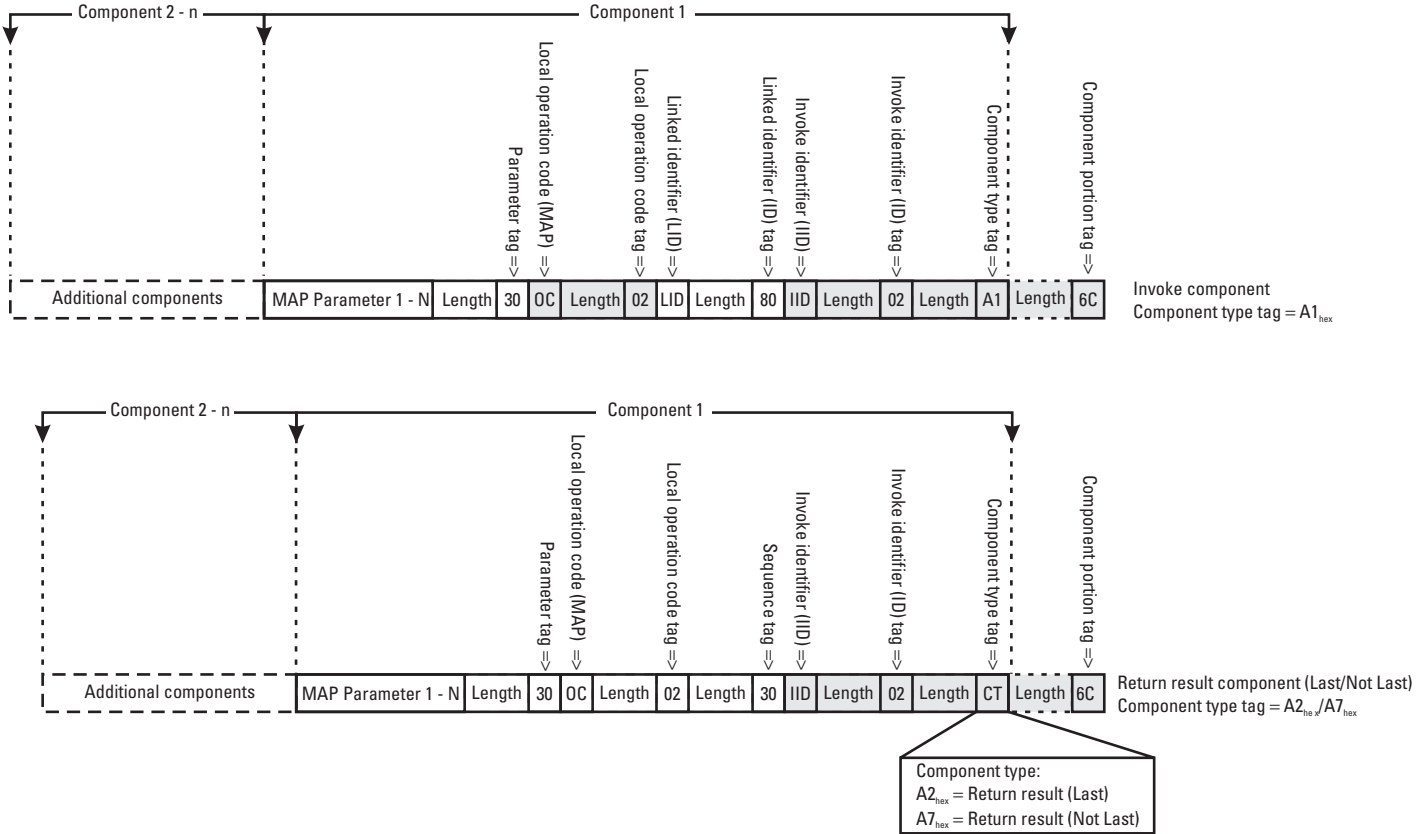 Component 2 - n
Component 1
Parameter tag =>
Local operation code (MAP) =>
Local operation code tag =>
Linked identifier (LID) =>
Linked identifier (ID) tag =>
Invoke identifier (IID) =>
Invoke identifier (ID) tag =>
Component type tag =>
Component portion tag =>
Additional components MAP Parameter 1 - N Length 30 OC Length 02 LID Length 80 IID Length 02 Length A1 Length 6C
Invoke component
Component type tag = A1hex
Component 2 - n
Component 1
Parameter tag =>
Local operation code (MAP) =>
Local operation code tag =>
Sequence tag =>
Invoke identifier (IID) =>
Invoke identifier (ID) tag =>
Component type tag =>
Component portion tag =>
Additional components MAP Parameter 1 - N Length 30 OC Length 02 Length 30 IID Length 02 Length CT Length 6C
Return result component (Last/Not Last)
Component type tag = A2hex/A7hex
Component type:
A2hex = Return result (Last)
A7hex = Return result (Not Last)